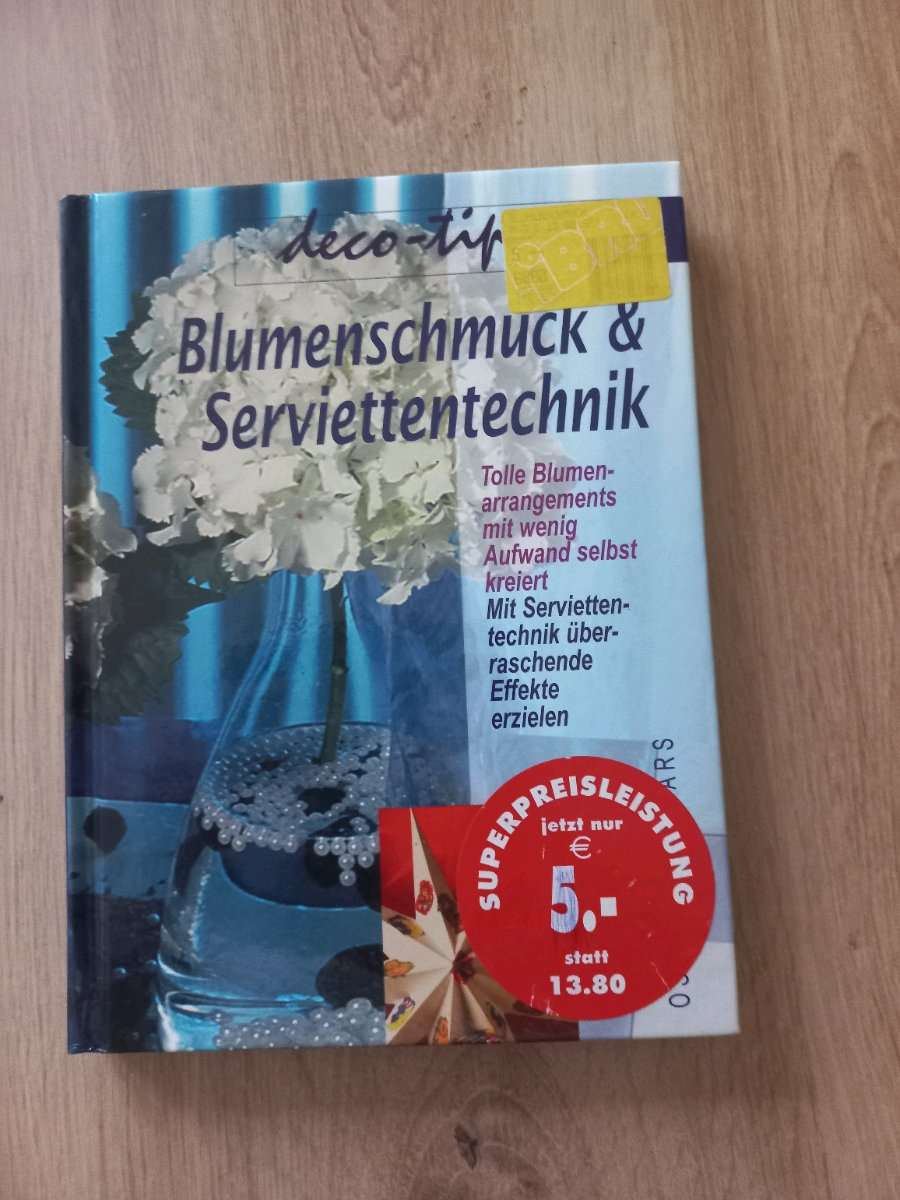 deco-tip
Blumenschmuck &
Serviettentechnik
Tolle Blumen-
arrangements
mit wenig
Aufwand selbst
kreiert
Mit Servietten-
technik über-
raschende
Effekte
erzielen
SUPERPREISLEISTUNG
jetzt nur
€
5.-
statt
13.80